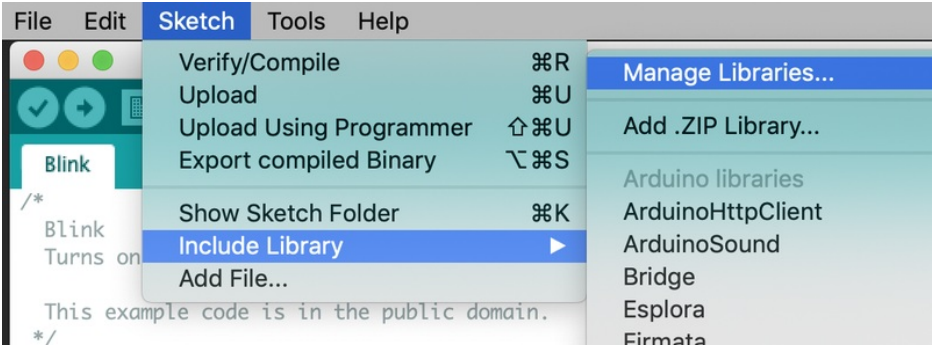 File Edit Sketch Tools Help
Verify/Compile ⌘R
Upload ⌘U
Upload Using Programmer ⇧⌘U
Export compiled Binary ⌥⌘S
Show Sketch Folder ⌘K
Include Library
Add File...
Manage Libraries...
Add .ZIP Library...
Arduino libraries
ArduinoHttpClient
ArduinoSound
Bridge
Esplora
Firmata
Blink
/*
Blink
Turns on
This example code is in the public domain.
*/